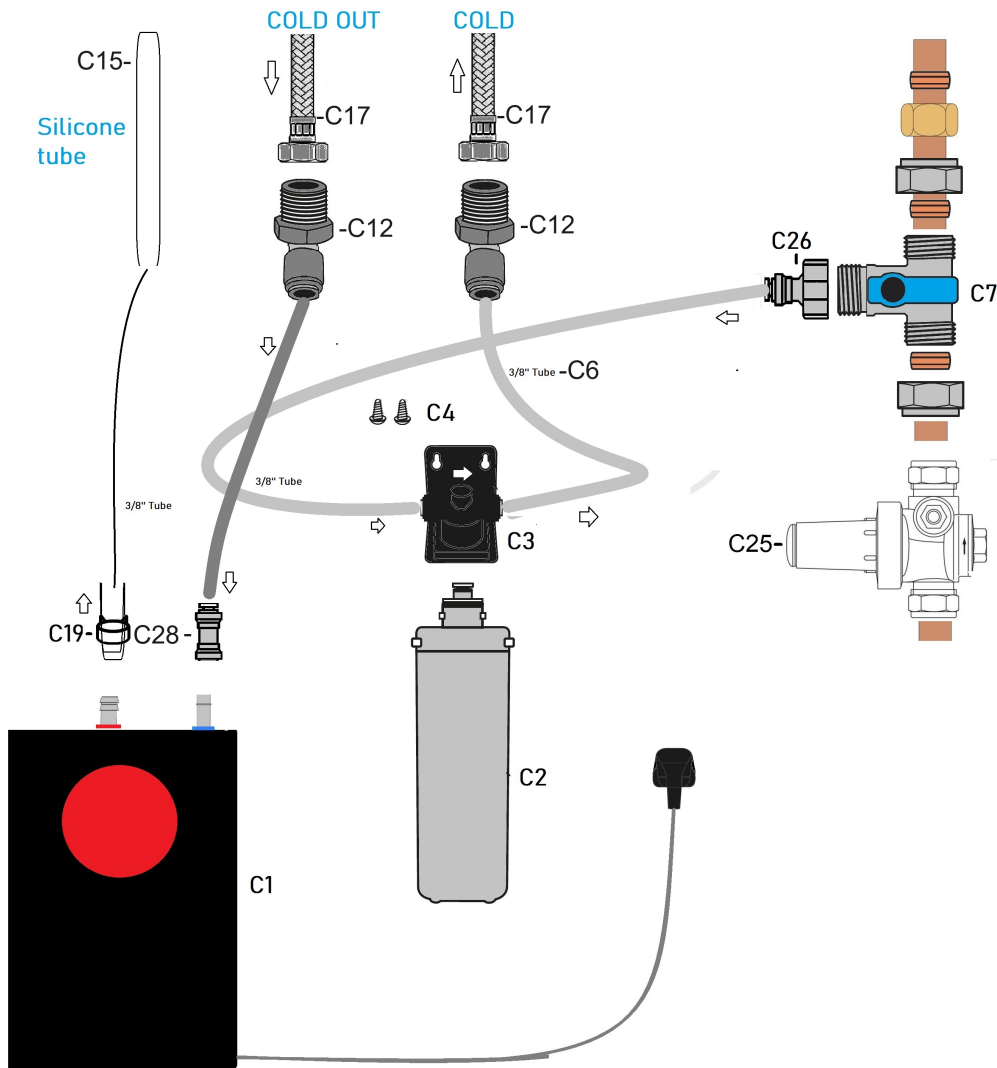 COLD OUT
COLD
C15-
-C17
-C17
Silicone
tube
-C12
-C12
C26
C7
3/8" Tube -C6
C4
3/8" Tube
3/8" Tube
C3
C25-
C19-
C28 -
C2
C1